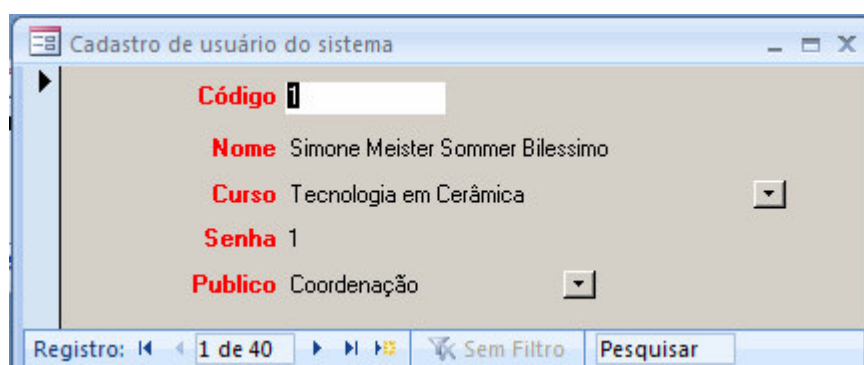 Cadastro de usuário do sistema
Código 1
Nome Simone Meister Sommer Bilessimo
Curso Tecnologia em Cerâmica
Senha 1
Publico Coordenação
Registro: 1 de 40 Sem Filtro Pesquisar